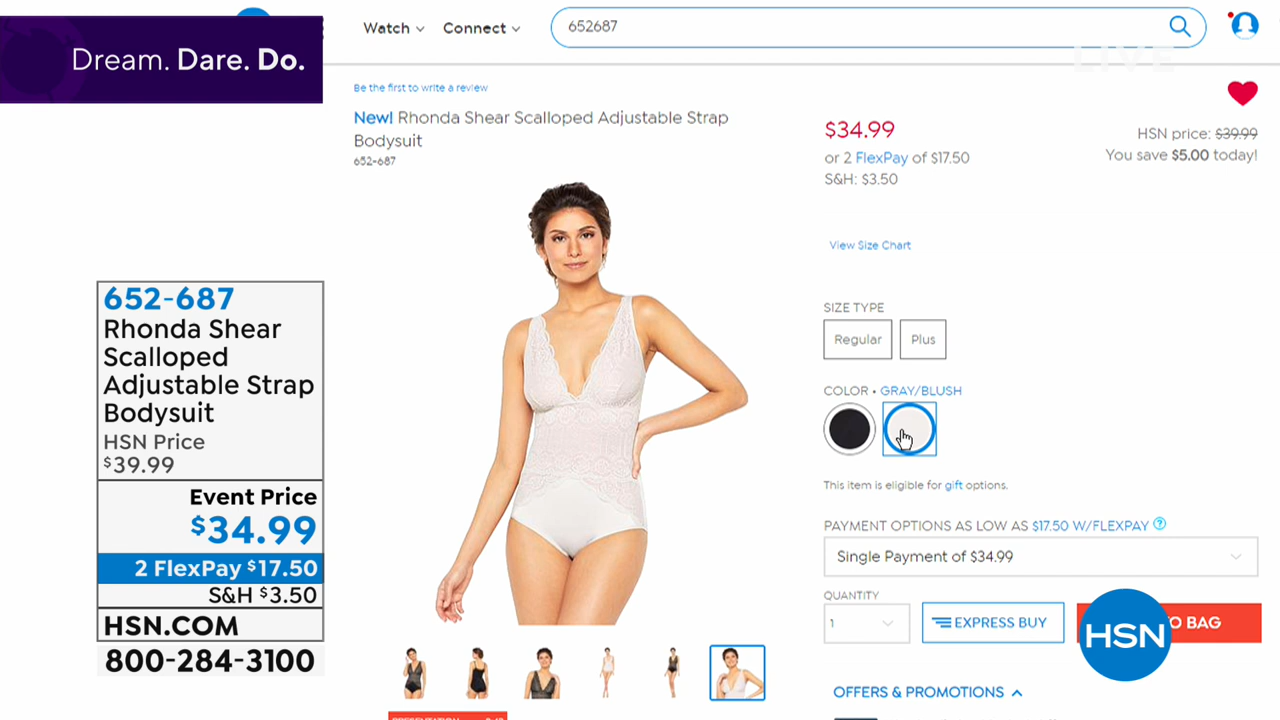 Dream. Dare. Do.
Watch
Connect
652687
LIVE
Be the first to write a review
New! Rhonda Shear Scalloped Adjustable Strap
Bodysuit
652-687
$34.99
or 2 FlexPay of $17.50
S&H: $3.50
HSN price: $39.99
You save $5.00 today!
View Size Chart
SIZE TYPE
Regular
Plus
COLOR • GRAY/BLUSH
This item is eligible for gift options.
PAYMENT OPTIONS AS LOW AS $17.50 W/FLEXPAY ?
Single Payment of $34.99
QUANTITY
1
EXPRESS BUY
O BAG
HSN
OFFERS & PROMOTIONS
652-687
Rhonda Shear
Scalloped
Adjustable Strap
Bodysuit
HSN Price
$39.99
Event Price
$34.99
2 FlexPay $17.50
S&H $3.50
HSN.COM
800-284-3100